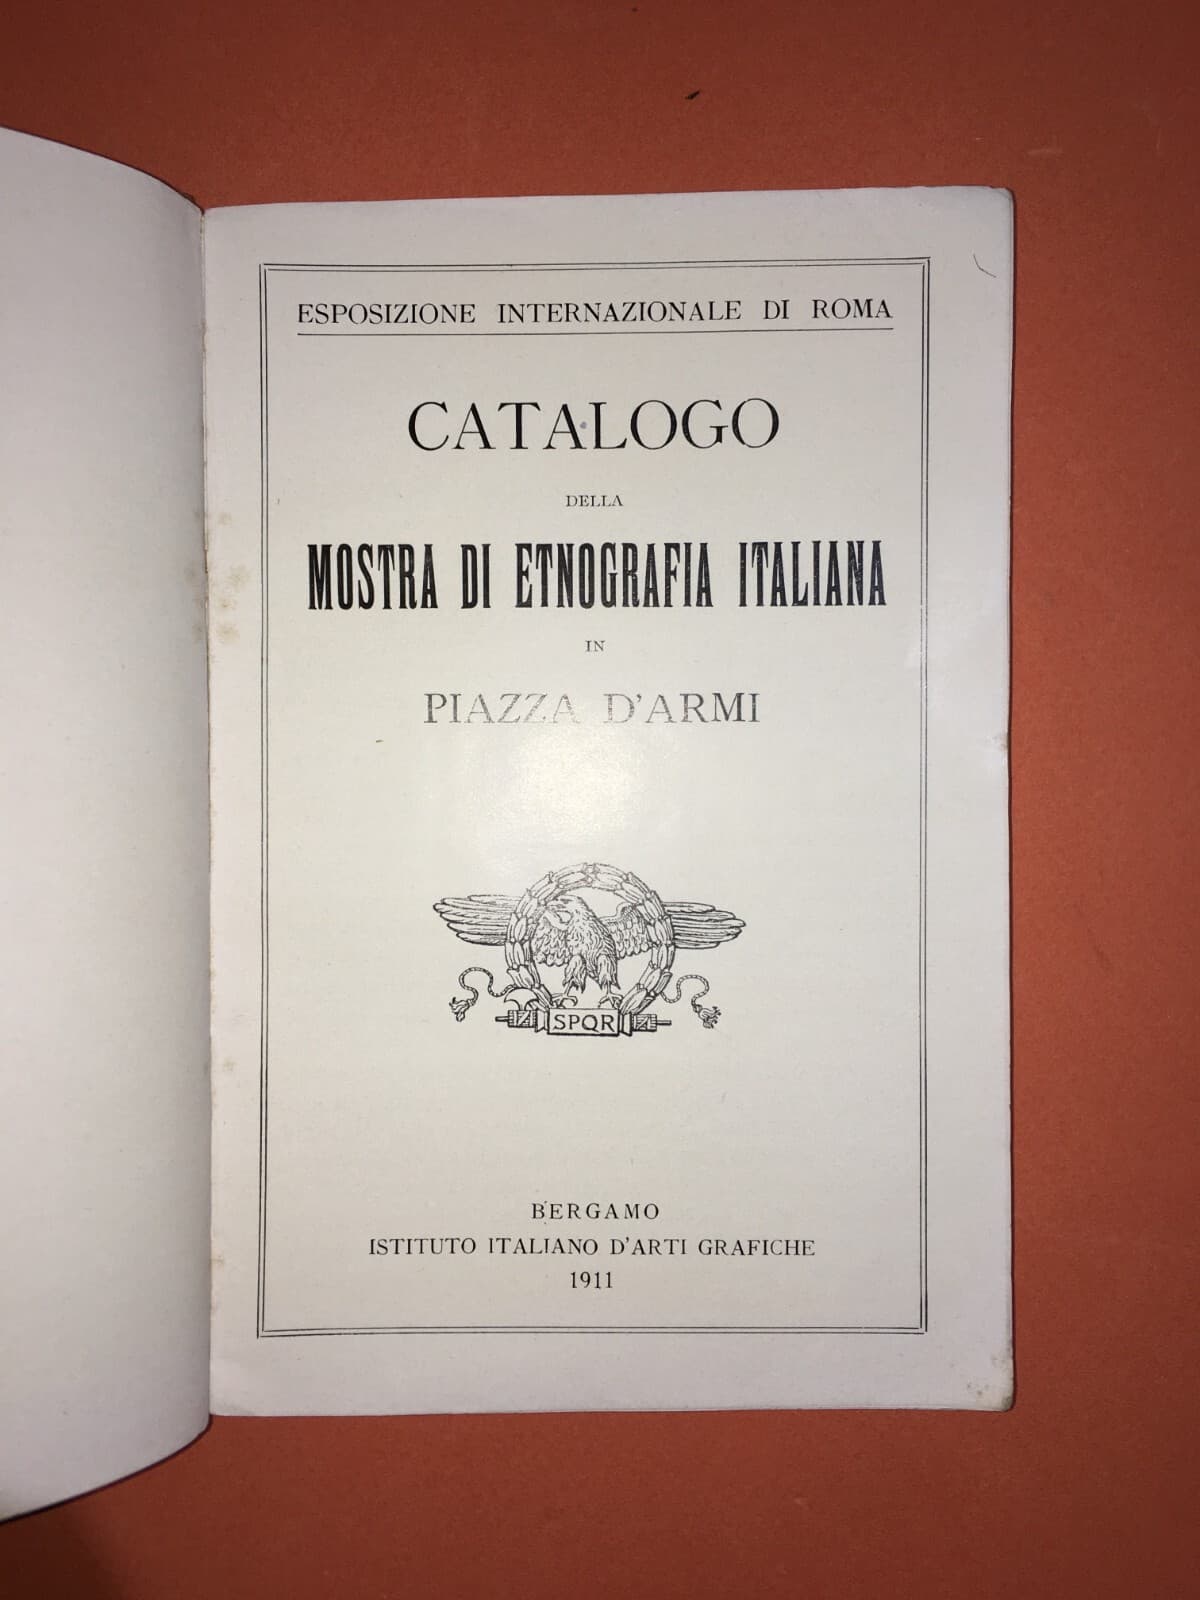 ESPOSIZIONE INTERNAZIONALE DI ROMA
CATALOGO
DELLA
MOSTRA DI ETNOGRAFIA ITALIANA
IN
PIAZZA D'ARMI
SPQR
BERGAMO
ISTITUTO ITALIANO D'ARTI GRAFICHE
1911